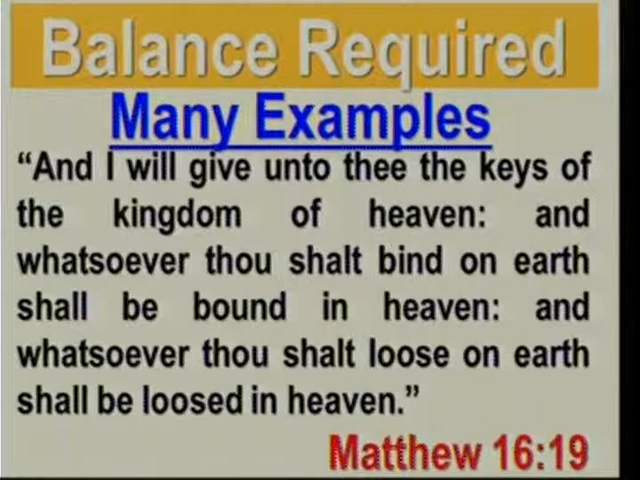 Balance Required
Many Examples
“And I will give unto thee the keys of
the kingdom of heaven: and
whatsoever thou shalt bind on earth
shall be bound in heaven: and
whatsoever thou shalt loose on earth
shall be loosed in heaven.”
Matthew 16:19